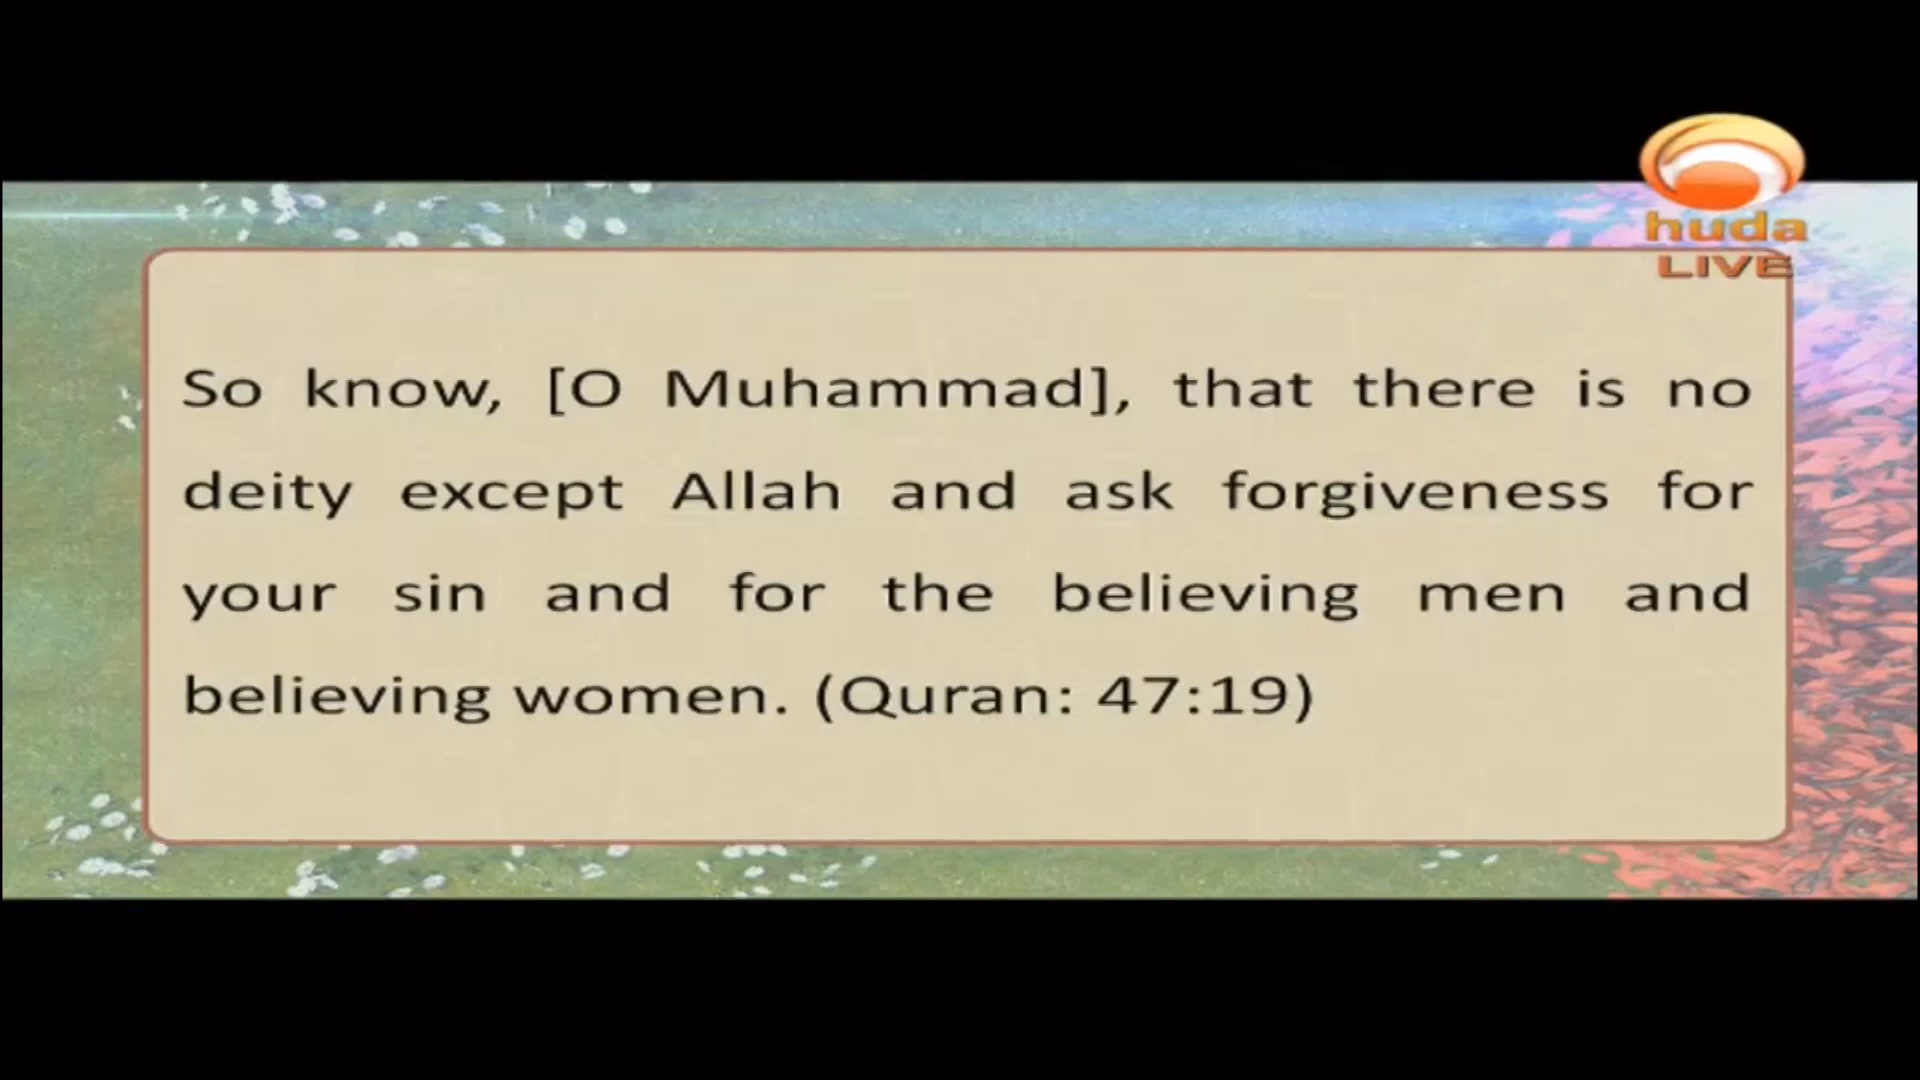 huda
LIVE
So know, [O Muhammad], that there is no
deity except Allah and ask forgiveness for
your sin and for the believing men and
believing women. (Quran: 47:19)